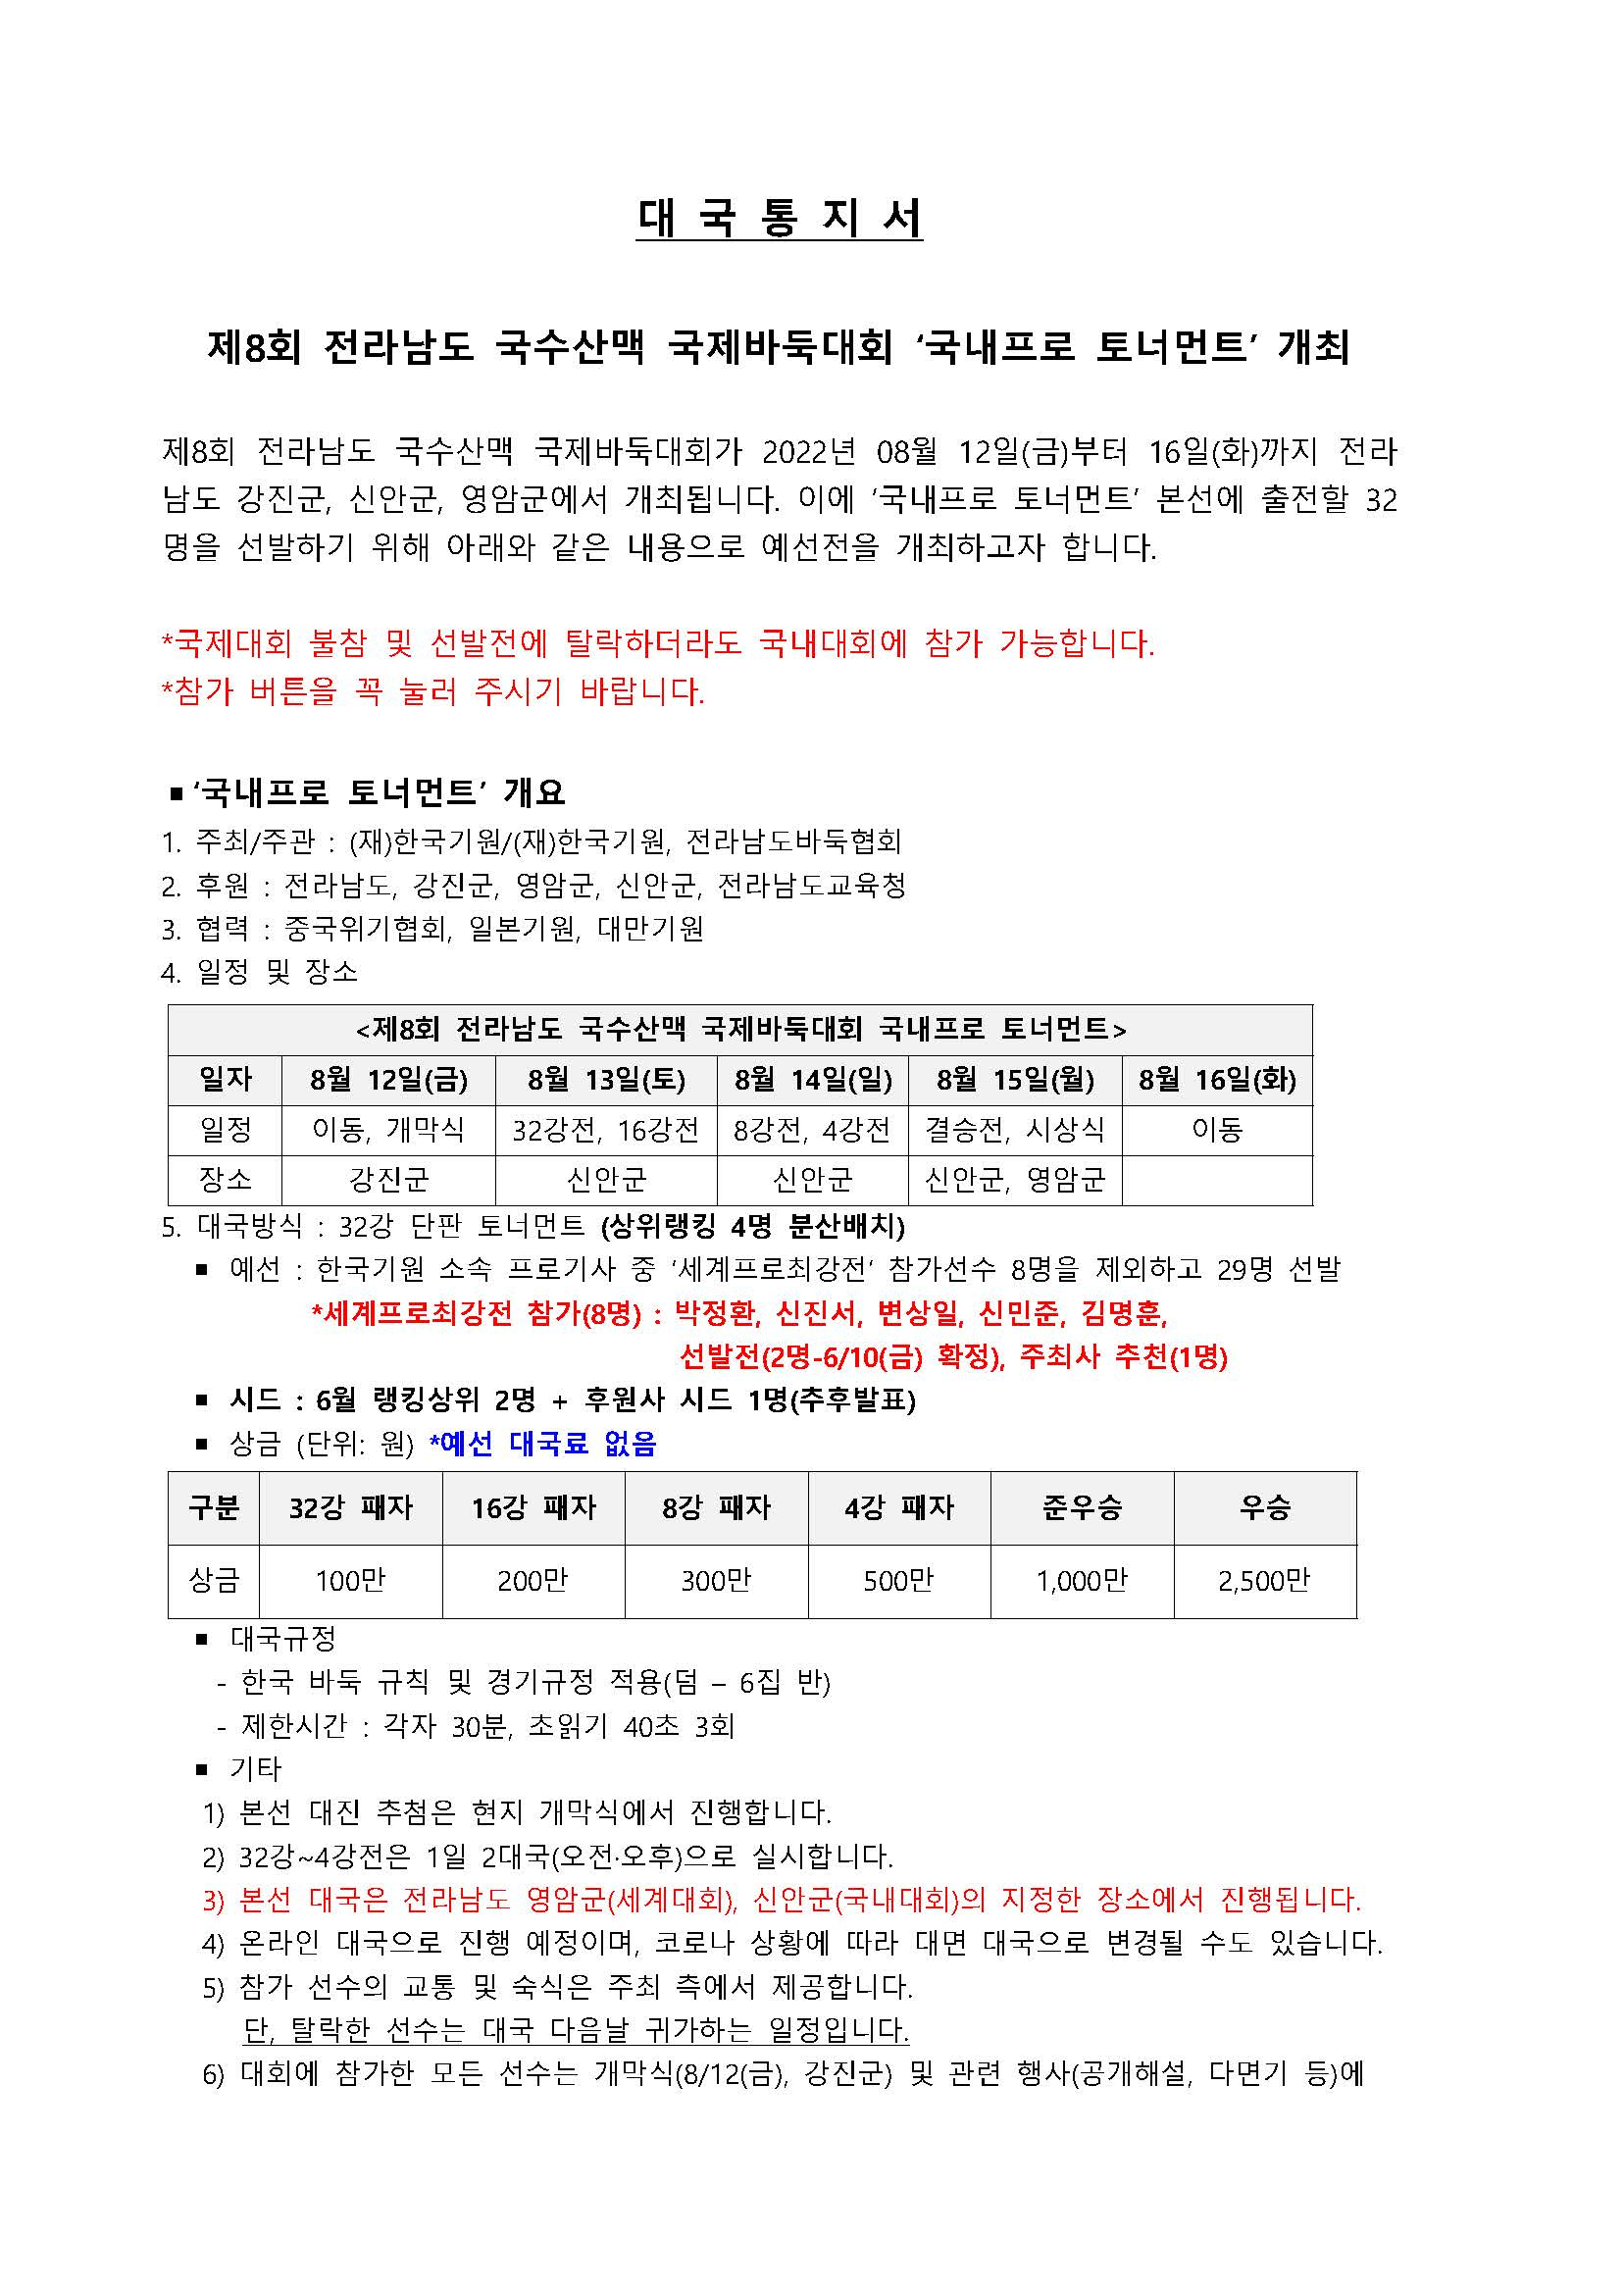 대 국 통 지 서
제8회 전라남도 국수산맥 국제바둑대회 ‘국내프로 토너먼트’ 개최
제8회 전라남도 국수산맥 국제바둑대회가 2022년 08월 12일(금)부터 16일(화)까지 전라
남도 강진군, 신안군, 영암군에서 개최됩니다. 이에 ‘국내프로 토너먼트’ 본선에 출전할 32
명을 선발하기 위해 아래와 같은 내용으로 예선전을 개최하고자 합니다.
*국제대회 불참 및 선발전에 탈락하더라도 국내대회에 참가 가능합니다.
*참가 버튼을 꼭 눌러 주시기 바랍니다.
■ ‘국내프로 토너먼트’ 개요
1. 주최/주관 : (재)한국기원/(재)한국기원, 전라남도바둑협회
2. 후원 : 전라남도, 강진군, 영암군, 신안군, 전라남도교육청
3. 협력 : 중국위기협회, 일본기원, 대만기원
4. 일정 및 장소
<제8회 전라남도 국수산맥 국제바둑대회 국내프로 토너먼트>
일자 8월 12일(금) 8월 13일(토) 8월 14일(일) 8월 15일(월) 8월 16일(화)
일정 이동, 개막식 32강전, 16강전 8강전, 4강전 결승전, 시상식 이동
장소 강진군 신안군 신안군 신안군, 영암군
5. 대국방식 : 32강 단판 토너먼트 (상위랭킹 4명 분산배치)
■ 예선 : 한국기원 소속 프로기사 중 ‘세계프로최강전’ 참가선수 8명을 제외하고 29명 선발
*세계프로최강전 참가(8명) : 박정환, 신진서, 변상일, 신민준, 김명훈,
선발전(2명-6/10(금) 확정), 주최사 추천(1명)
■ 시드 : 6월 랭킹상위 2명 + 후원사 시드 1명(추후발표)
■ 상금 (단위: 원) *예선 대국료 없음
구분 32강 패자 16강 패자 8강 패자 4강 패자 준우승 우승
상금 100만 200만 300만 500만 1,000만 2,500만
■ 대국규정
- 한국 바둑 규칙 및 경기규정 적용(덤 – 6집 반)
- 제한시간 : 각자 30분, 초읽기 40초 3회
■ 기타
1) 본선 대진 추첨은 현지 개막식에서 진행합니다.
2) 32강~4강전은 1일 2대국(오전·오후)으로 실시합니다.
3) 본선 대국은 전라남도 영암군(세계대회), 신안군(국내대회)의 지정한 장소에서 진행됩니다.
4) 온라인 대국으로 진행 예정이며, 코로나 상황에 따라 대면 대국으로 변경될 수도 있습니다.
5) 참가 선수의 교통 및 숙식은 주최 측에서 제공합니다.
단, 탈락한 선수는 대국 다음날 귀가하는 일정입니다.
6) 대회에 참가한 모든 선수는 개막식(8/12(금), 강진군) 및 관련 행사(공개해설, 다면기 등)에